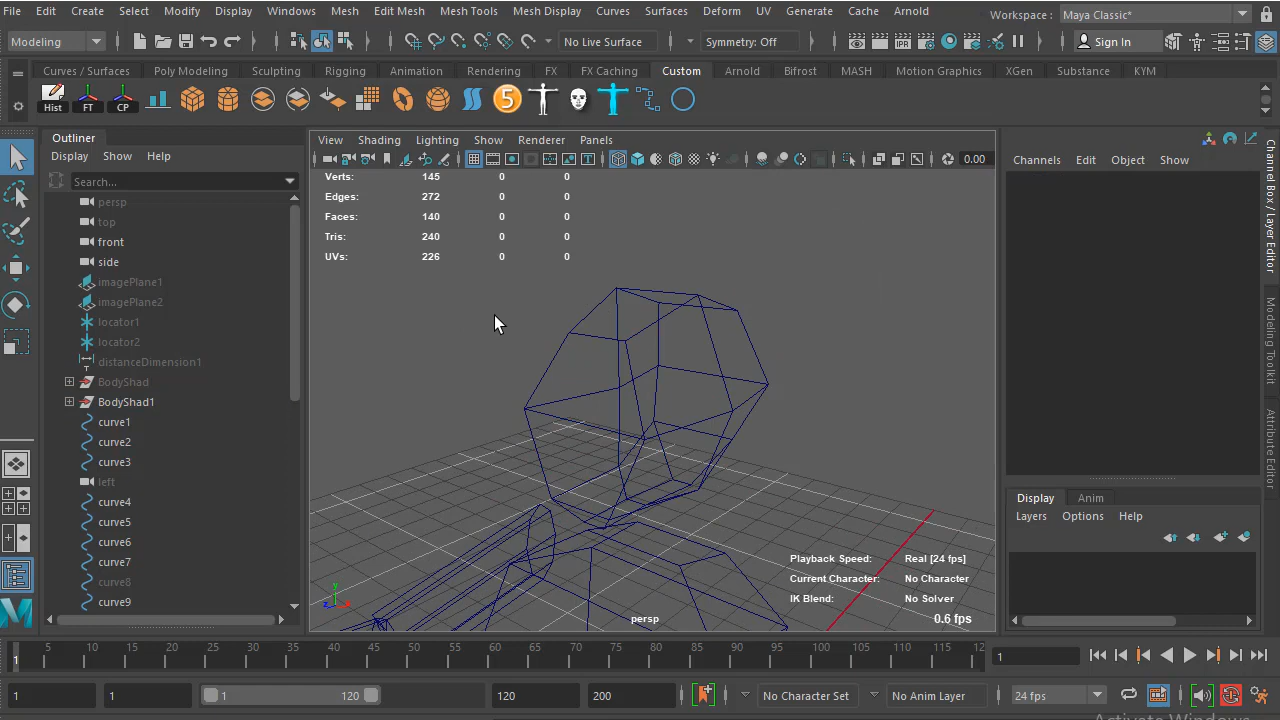 File Edit Create Select Modify Display Windows Mesh Edit Mesh Mesh Tools Mesh Display Curves Surfaces Deform UV Generate Cache Arnold Workspace : Maya Classic*
Modeling No Live Surface Symmetry: Off IPR Sign In
Curves / Surfaces Poly Modeling Sculpting Rigging Animation Rendering FX FX Caching Custom Arnold Bifrost MASH Motion Graphics XGen Substance KYM
Hist FT CP 5
Outliner
Display Show Help
Search...
persp
top
front
side
imagePlane1
imagePlane2
locator1
locator2
distanceDimension1
BodyShad
BodyShad1
curve1
curve2
curve3
left
curve4
curve5
curve6
curve7
curve8
curve9
View Shading Lighting Show Renderer Panels
0.00
Verts: 145 0 0
Edges: 272 0 0
Faces: 140 0 0
Tris: 240 0 0
UVs: 226 0 0
Playback Speed: Real [24 fps]
Current Character: No Character
IK Blend: No Solver
0.6 fps
persp
y
z x
Channels Edit Object Show
Channel Box / Layer Editor
Modeling Toolkit
Attribute Editor
Display Anim
Layers Options Help
1 5 10 15 20 25 30 35 40 45 50 55 60 65 70 75 80 85 90 95 100 105 110 115 12 1
1 1 1 120 120 200 No Character Set No Anim Layer 24 fps